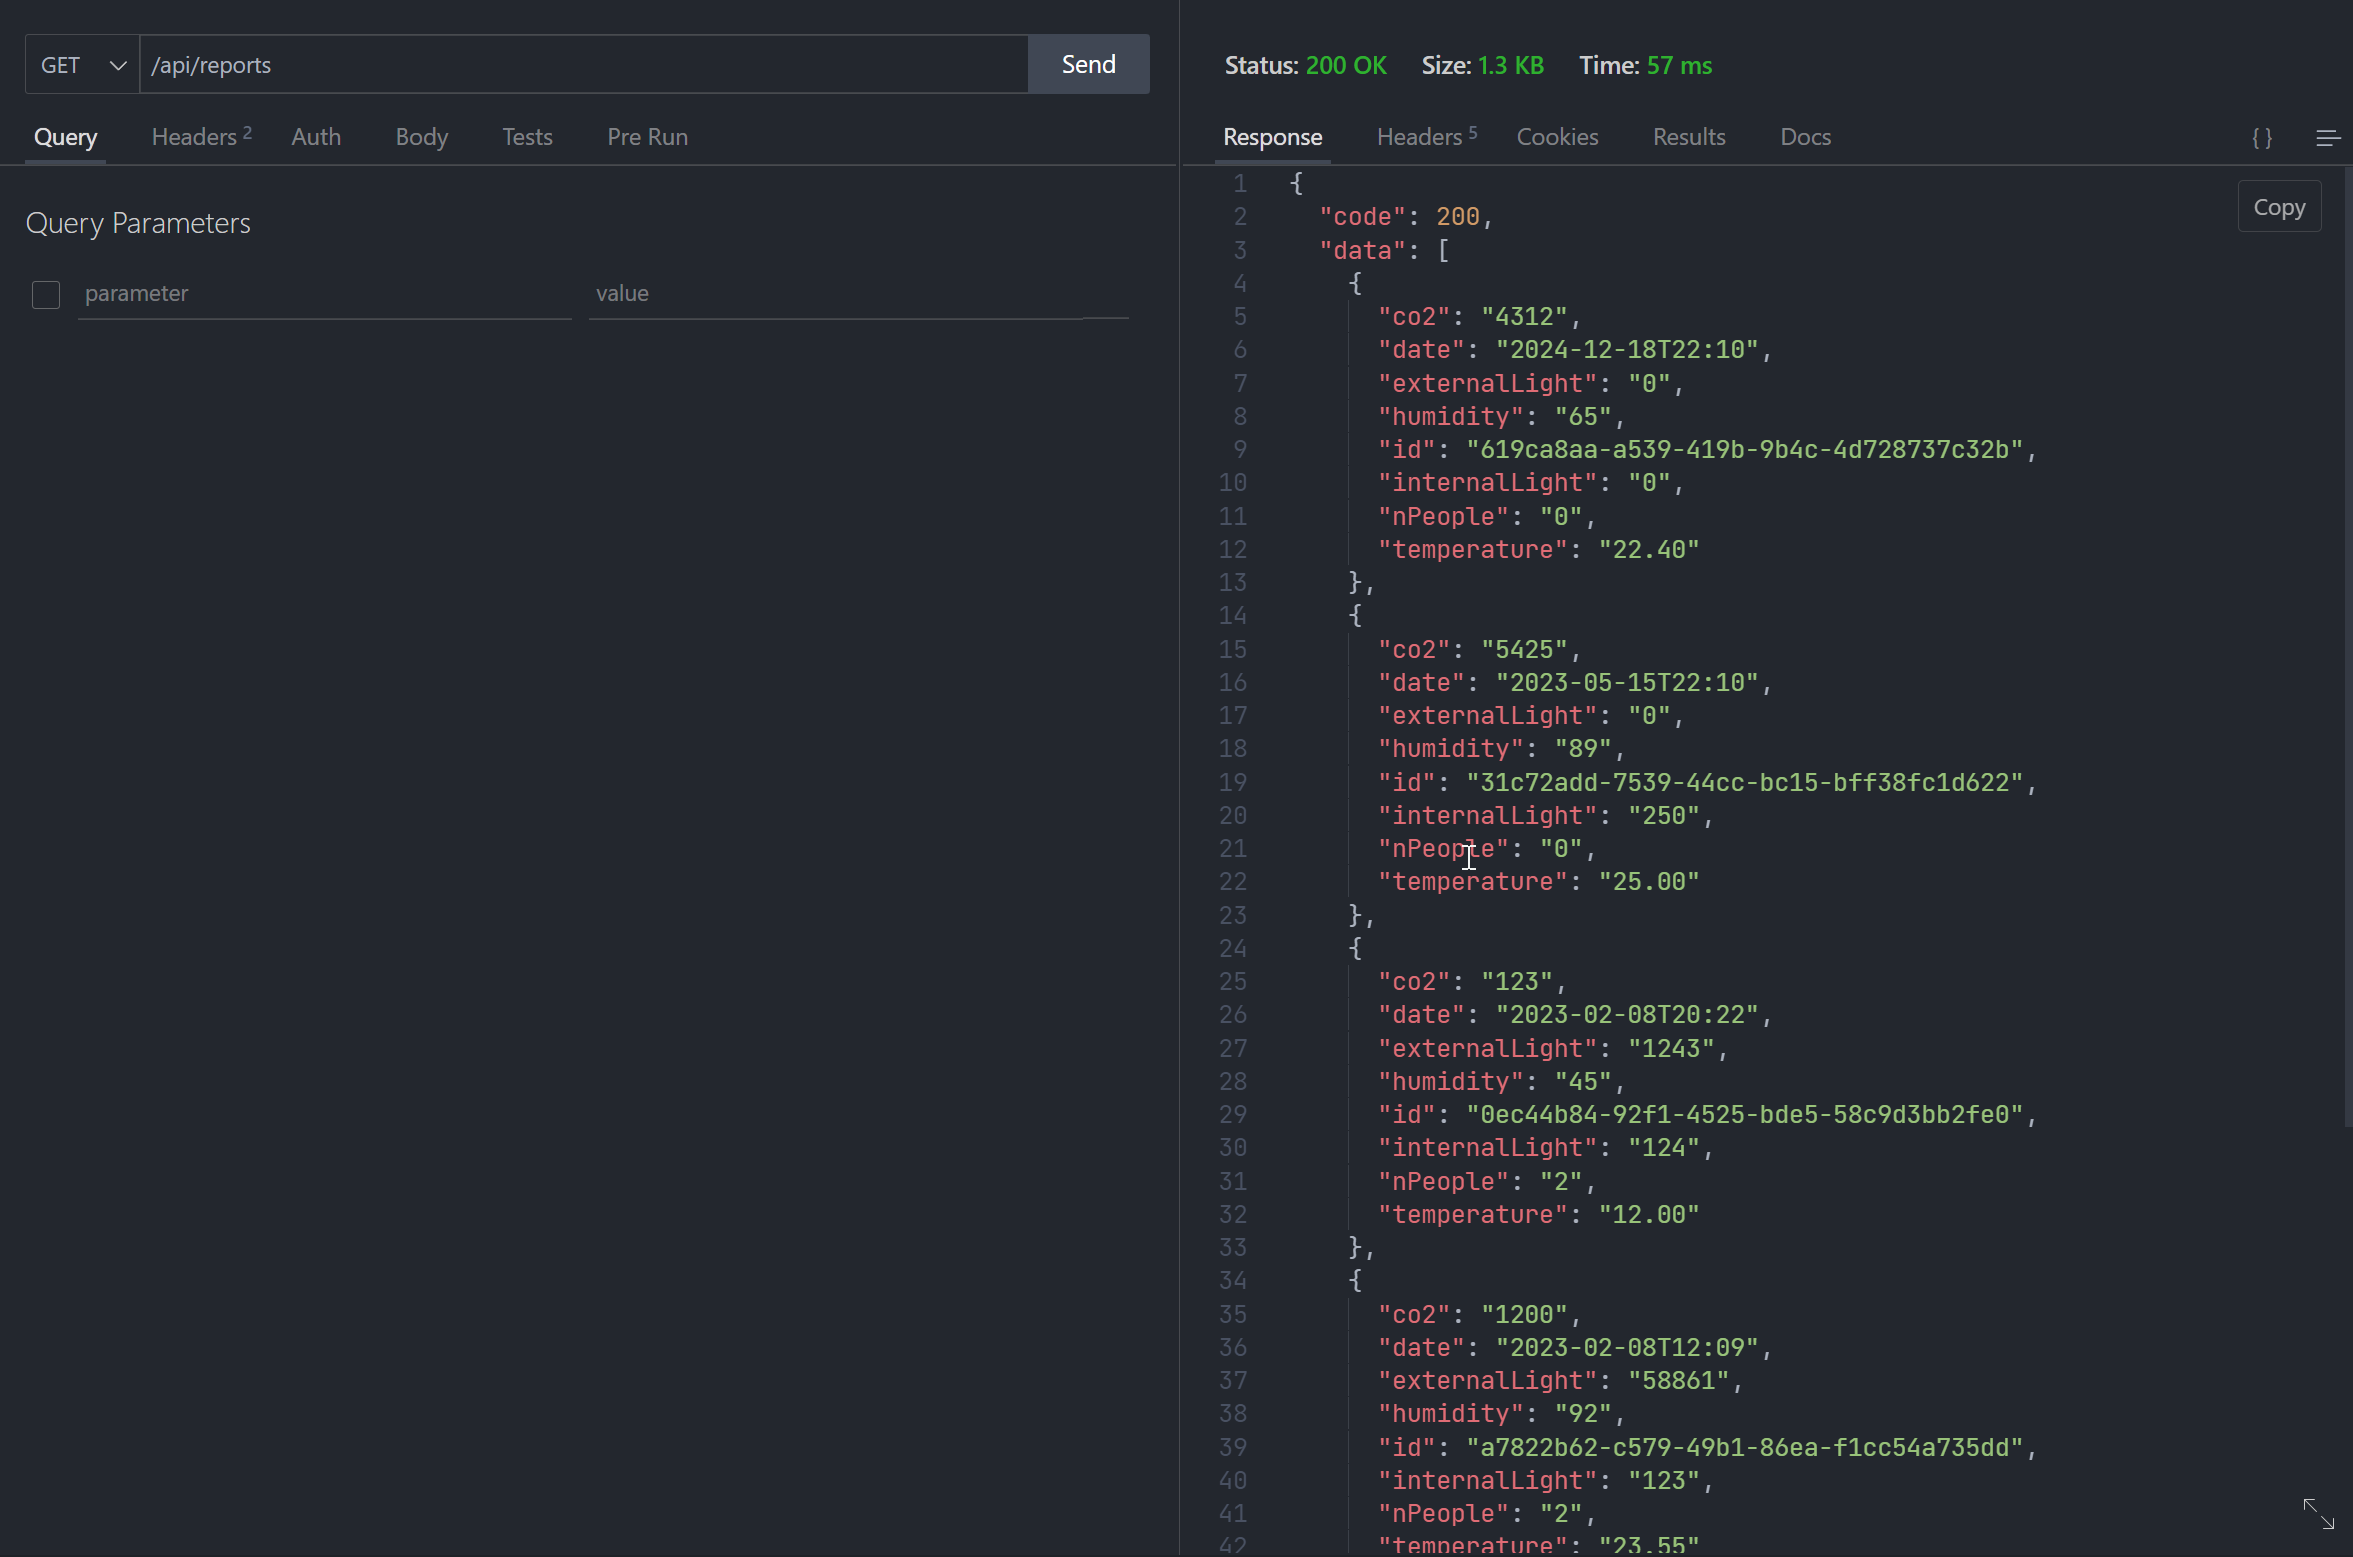 GET /api/reports Send
Query Headers 2 Auth Body Tests Pre Run
Query Parameters
parameter value
Status: 200 OK Size: 1.3 KB Time: 57 ms
Response Headers 5 Cookies Results Docs { }
Copy
1 {
2 "code": 200,
3 "data": [
4 {
5 "co2": "4312",
6 "date": "2024-12-18T22:10",
7 "externalLight": "0",
8 "humidity": "65",
9 "id": "619ca8aa-a539-419b-9b4c-4d728737c32b",
10 "internalLight": "0",
11 "nPeople": "0",
12 "temperature": "22.40"
13 },
14 {
15 "co2": "5425",
16 "date": "2023-05-15T22:10",
17 "externalLight": "0",
18 "humidity": "89",
19 "id": "31c72add-7539-44cc-bc15-bff38fc1d622",
20 "internalLight": "250",
21 "nPeople": "0",
22 "temperature": "25.00"
23 },
24 {
25 "co2": "123",
26 "date": "2023-02-08T20:22",
27 "externalLight": "1243",
28 "humidity": "45",
29 "id": "0ec44b84-92f1-4525-bde5-58c9d3bb2fe0",
30 "internalLight": "124",
31 "nPeople": "2",
32 "temperature": "12.00"
33 },
34 {
35 "co2": "1200",
36 "date": "2023-02-08T12:09",
37 "externalLight": "58861",
38 "humidity": "92",
39 "id": "a7822b62-c579-49b1-86ea-f1cc54a735dd",
40 "internalLight": "123",
41 "nPeople": "2",
42 "temperature": "23.55"